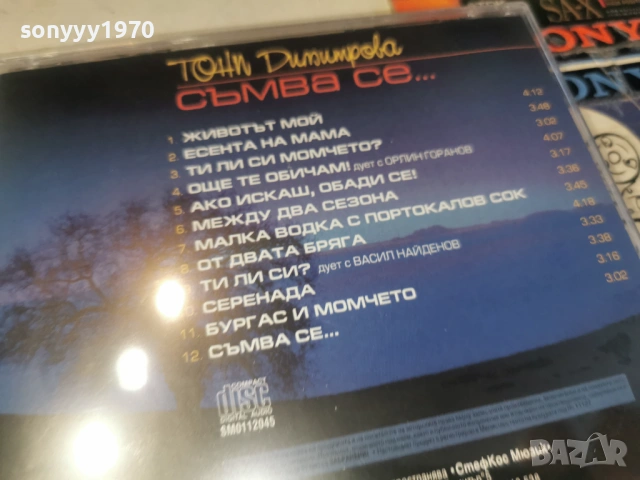 sonyyy1970
SAX
SONY
Тони Димитрова
СЪМВА СЕ...
1. ЖИВОТЪТ МОЙ 4:12
2. ЕСЕНТА НА МАМА 3:46
3. ТИ ЛИ СИ МОМЧЕТО? 3:02
4. ОЩЕ ТЕ ОБИЧАМ! дует с ОРЛИН ГОРАНОВ 4:07
5. АКО ИСКАШ, ОБАДИ СЕ! 3:17
6. МЕЖДУ ДВА СЕЗОНА 3:36
7. МАЛКА ВОДКА С ПОРТОКАЛОВ СОК 3:45
8. ОТ ДВАТА БРЯГА 4:18
ТИ ЛИ СИ? дует с ВАСИЛ НАЙДЕНОВ 3:33
10. СЕРЕНАДА 3:38
11. БУРГАС И МОМЧЕТО 3:16
12. СЪМВА СЕ... 3:02
COMPACT
disc
DIGITAL AUDIO
SM0112045
• СтефКос Мюзик
bazar